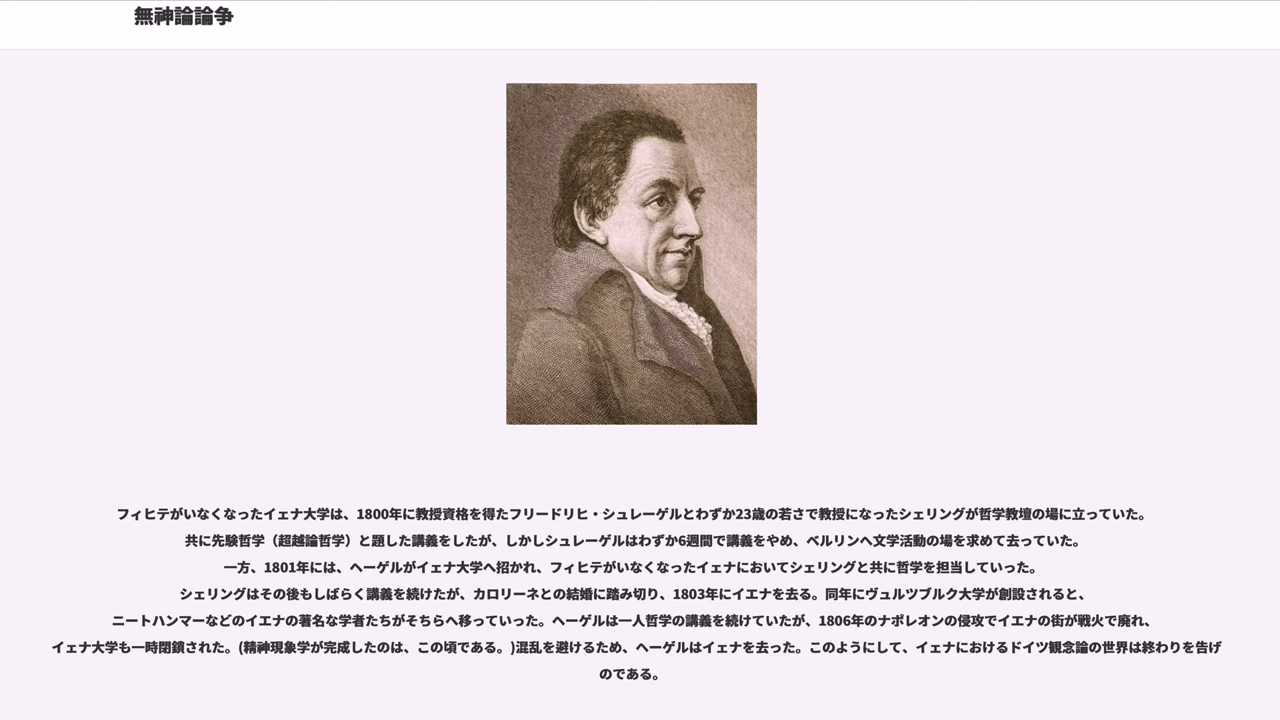 無神論論争
フィヒテがいなくなったイェナ大学は、1800年に教授資格を得たフリードリヒ・シュレーゲルとわずか23歳の若さで教授になったシェリングが哲学教壇の場に立っていた。
共に先験哲学（超越論哲学）と題した講義をしたが、しかしシュレーゲルはわずか6週間で講義をやめ、ベルリンへ文学活動の場を求めて去っていた。
一方、1801年には、ヘーゲルがイェナ大学へ招かれ、フィヒテがいなくなったイェナにおいてシェリングと共に哲学を担当していった。
シェリングはその後もしばらく講義を続けたが、カロリーネとの結婚に踏み切り、1803年にイエナを去る。同年にヴュルツブルク大学が創設されると、
ニートハンマーなどのイエナの著名な学者たちがそちらへ移っていった。ヘーゲルは一人哲学の講義を続けていたが、1806年のナポレオンの侵攻でイエナの街が戦火で廃れ、
イェナ大学も一時閉鎖された。(精神現象学が完成したのは、この頃である。)混乱を避けるため、ヘーゲルはイェナを去った。このようにして、イェナにおけるドイツ観念論の世界は終わりを告げ
のである。